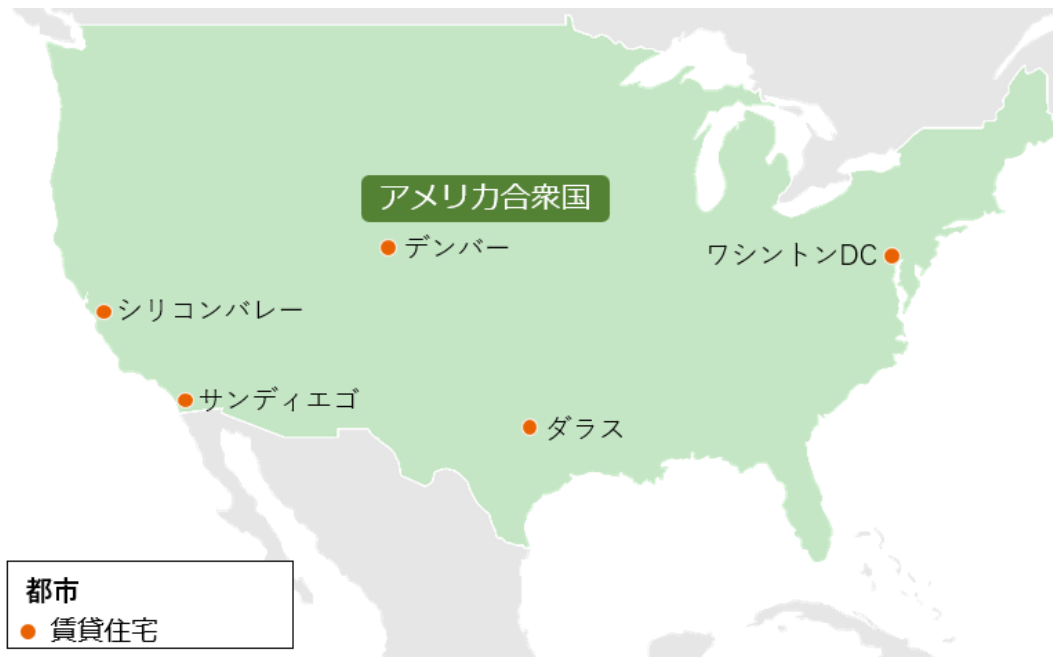 アメリカ合衆国
デンバー
ワシントンDC
シリコンバレー
サンディエゴ
ダラス
都市
賃貸住宅